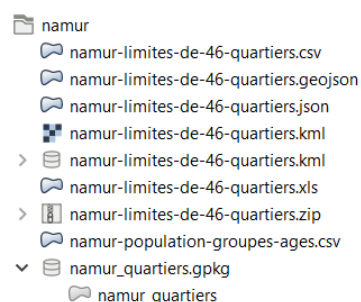 namur
namur-limites-de-46-quartiers.csv
namur-limites-de-46-quartiers.geojson
namur-limites-de-46-quartiers.json
namur-limites-de-46-quartiers.kml
namur-limites-de-46-quartiers.kml
namur-limites-de-46-quartiers.xls
namur-limites-de-46-quartiers.zip
namur-population-groupes-ages.csv
namur_quartiers.gpkg
namur_quartiers